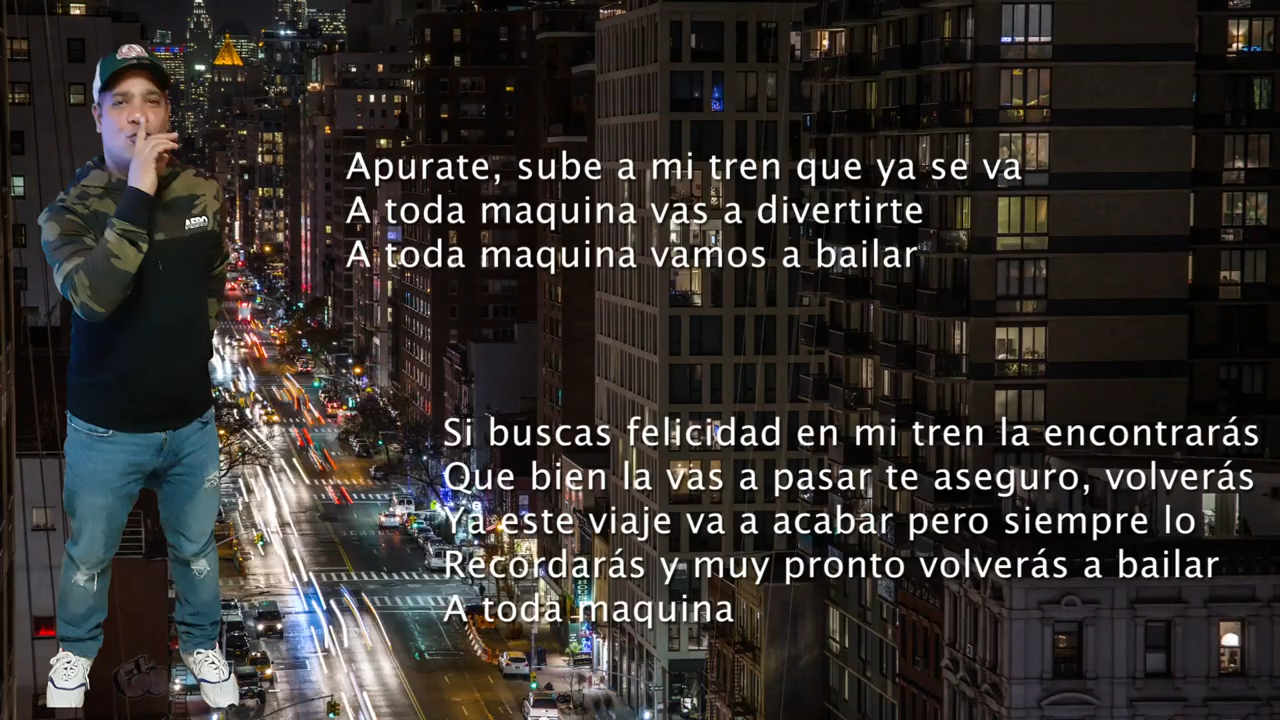 AERO
Apurate, sube a mi tren que ya se va
A toda maquina vas a divertirte
A toda maquina vamos a bailar
Si buscas felicidad en mi tren la encontrarás
Que bien la vas a pasar te aseguro, volverás
Ya este viaje va a acabar pero siempre lo
Recordarás y muy pronto volverás a bailar
A toda maquina